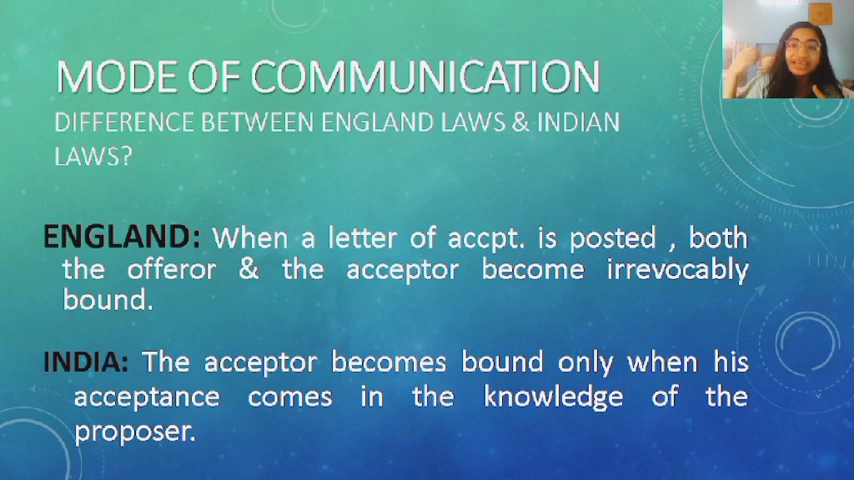 MODE OF COMMUNICATION
DIFFERENCE BETWEEN ENGLAND LAWS & INDIAN
LAWS?
ENGLAND: When a letter of accpt. is posted , both
the offeror & the acceptor become irrevocably
bound.
INDIA: The acceptor becomes bound only when his
acceptance comes in the knowledge of the
proposer.